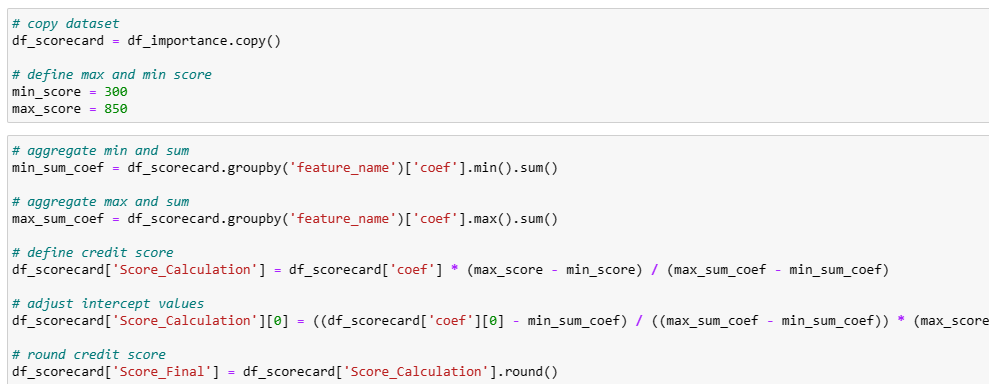 # copy dataset
df_scorecard = df_importance.copy()
# define max and min score
min_score = 300
max_score = 850
# aggregate min and sum
min_sum_coef = df_scorecard.groupby('feature_name')['coef'].min().sum()
# aggregate max and sum
max_sum_coef = df_scorecard.groupby('feature_name')['coef'].max().sum()
# define credit score
df_scorecard['Score_Calculation'] = df_scorecard['coef'] * (max_score - min_score) / (max_sum_coef - min_sum_coef)
# adjust intercept values
df_scorecard['Score_Calculation'][0] = ((df_scorecard['coef'][0] - min_sum_coef) / ((max_sum_coef - min_sum_coef)) * (max_score
# round credit score
df_scorecard['Score_Final'] = df_scorecard['Score_Calculation'].round()